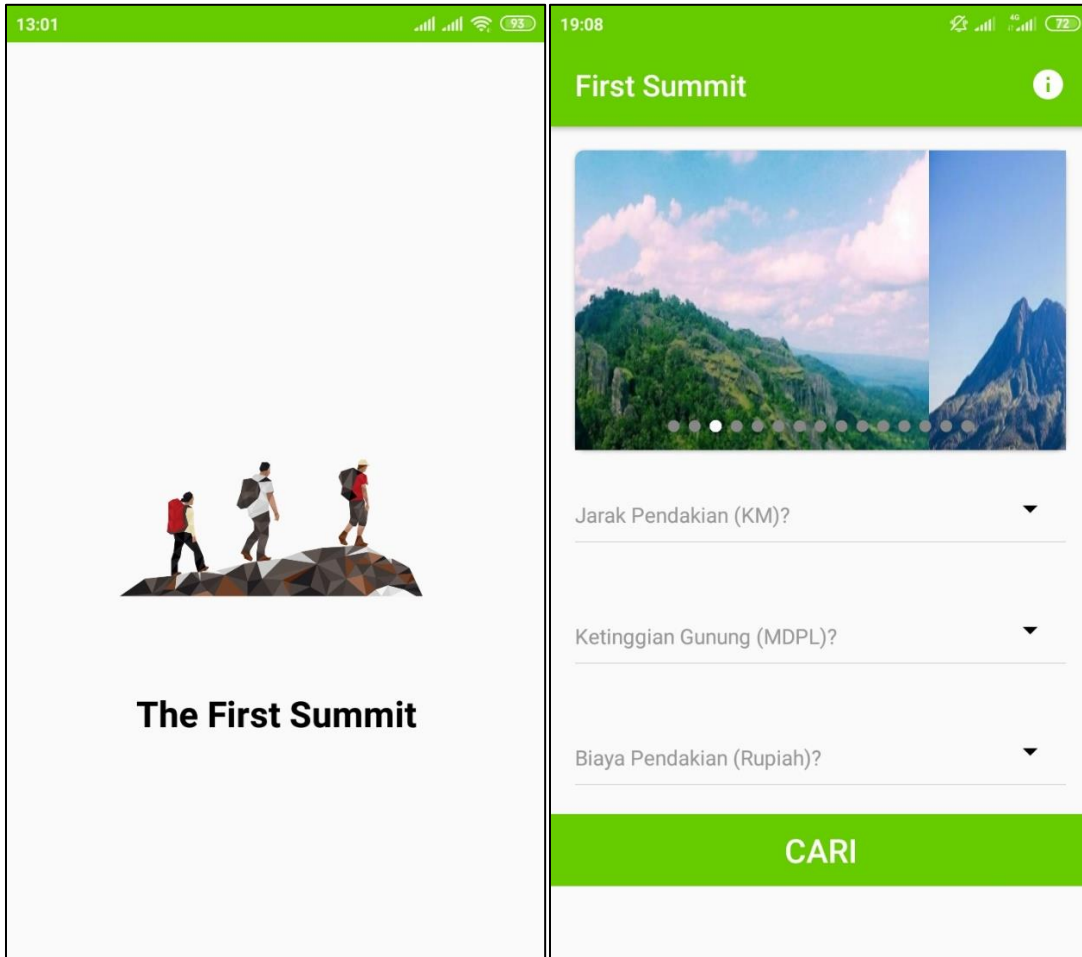 13:01
93
The First Summit
19:08
4G
72
First Summit
Jarak Pendakian (KM)?
Ketinggian Gunung (MDPL)?
Biaya Pendakian (Rupiah)?
CARI